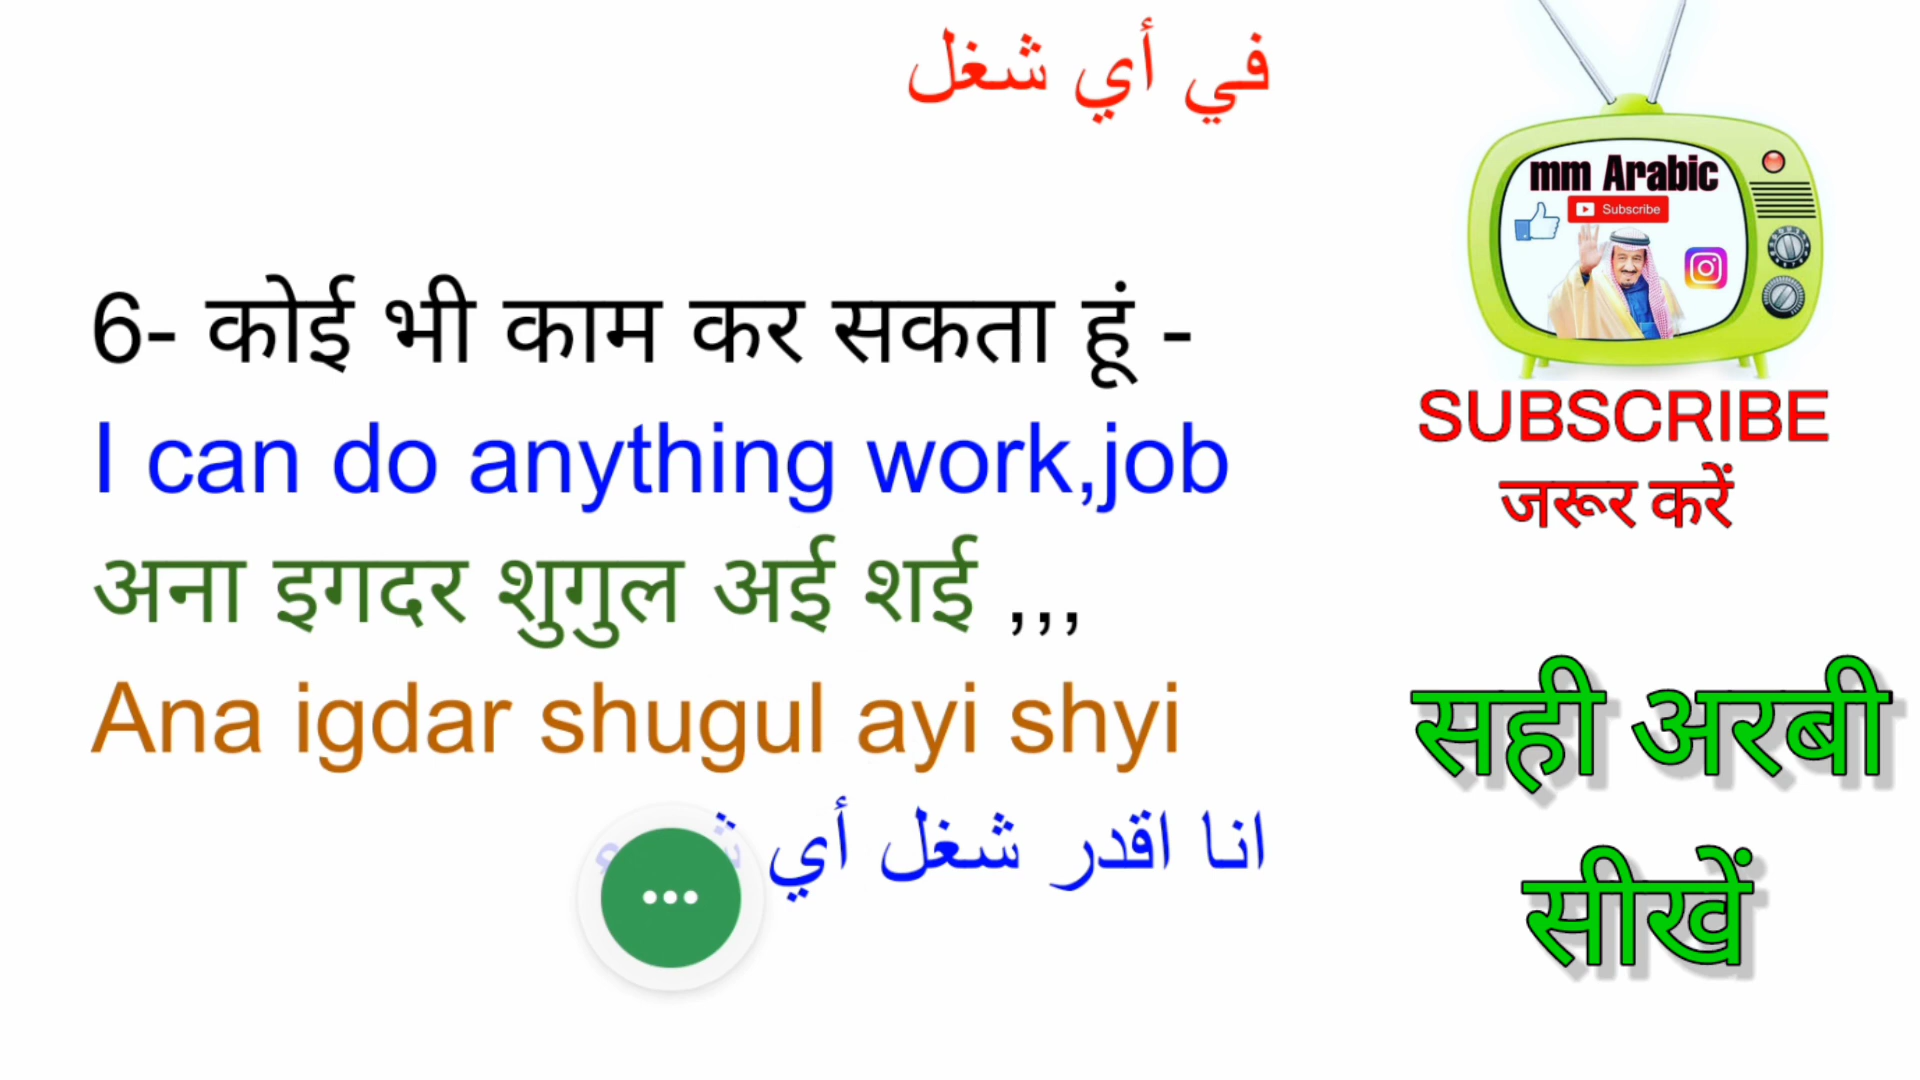 في أي شغل
6- कोई भी काम कर सकता हूं -
I can do anything work,job
अना इगदर शुगुल अई शई ,,,
Ana igdar shugul ayi shyi
انا اقدر شغل أي
mm Arabic
Subscribe
SUBSCRIBE
जरूर करें
सही अरबी
सीखें